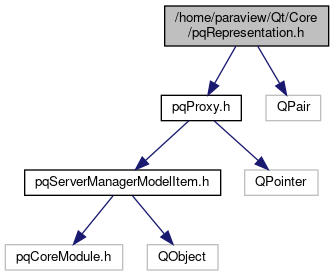 /home/paraview/Qt/Core
/pqRepresentation.h
pqProxy.h
QPair
pqServerManagerModelItem.h
QPointer
pqCoreModule.h
QObject